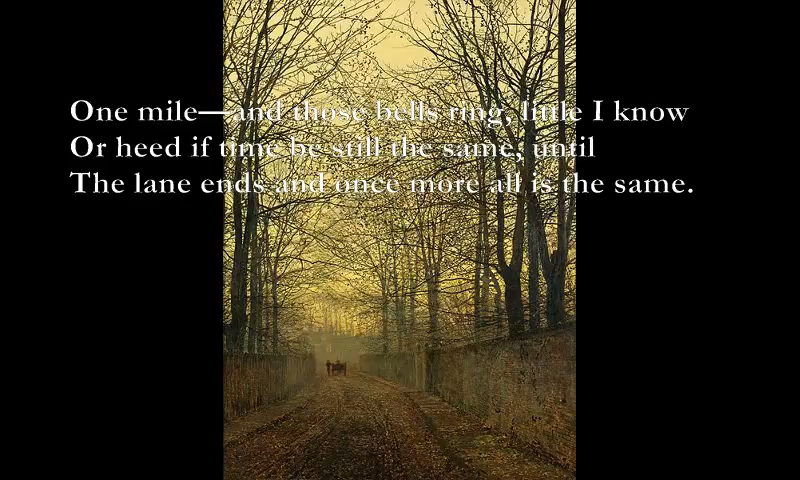 One mile—and those bells ring, little I know
Or heed if time be still the same, until
The lane ends and once more all is the same.